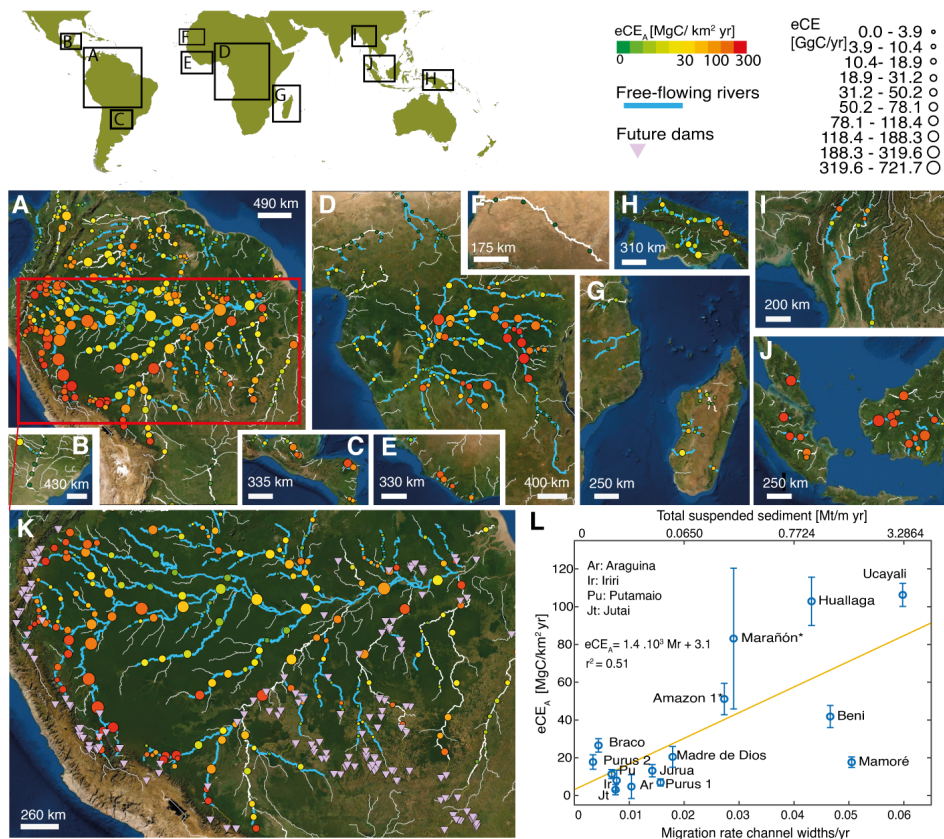 B
A
C
F
E
D
G
I
H
eCEA [MgC/ km² yr]
0 30 100 300
Free-flowing rivers
Future dams
eCE
[GgC/yr]
0.0 - 3.9
3.9 - 10.4
10.4- 18.9
18.9 - 31.2
31.2 - 50.2
50.2 - 78.1
78.1 - 118.4
118.4 - 188.3
188.3 - 319.6
319.6 - 721.7
A
490 km
D
400 km
F
175 km
H
310 km
I
200 km
G
250 km
J
250 km
B
430 km
C
335 km
E
330 km
K
260 km
L
Total suspended sediment [Mt/m yr]
0 0.0650 0.7724 3.2864
Ar: Araguina
Ir: Iriri
Pu: Putamaio
Jt: Jutai
eCEA= 1.4 .10³ Mr + 3.1
r² = 0.51
Ucayali
Huallaga
Marañón*
Amazon 1*
Beni
Mamoré
Braco
Purus 2
Madre de Dios
Pu
Jurua
Ir
Ar
Purus 1
Jt
eCEA [MgC/km² yr]
120
100
80
60
40
20
0
0 0.01 0.02 0.03 0.04 0.05 0.06
Migration rate channel widths/yr